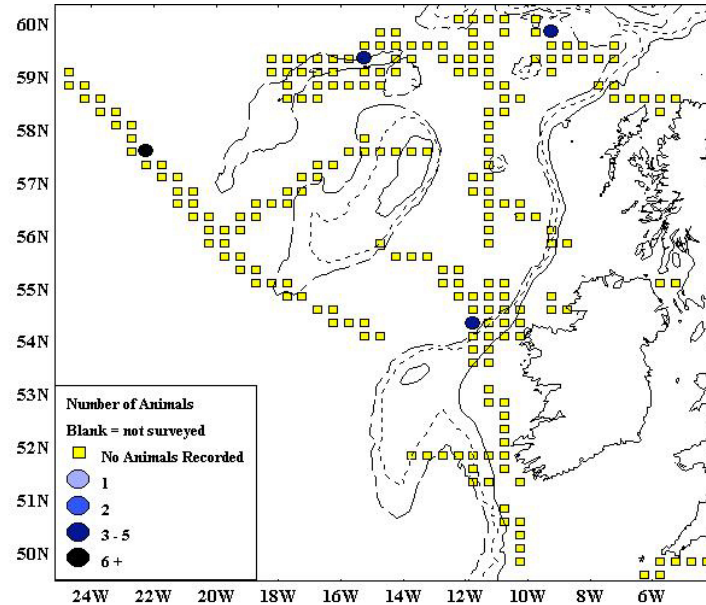 60N
59N
58N
57N
56N
55N
54N
53N
52N
51N
50N
Number of Animals
Blank = not surveyed
No Animals Recorded
1
2
3 - 5
6 +
24W 22W 20W 18W 16W 14W 12W 10W 8W 6W